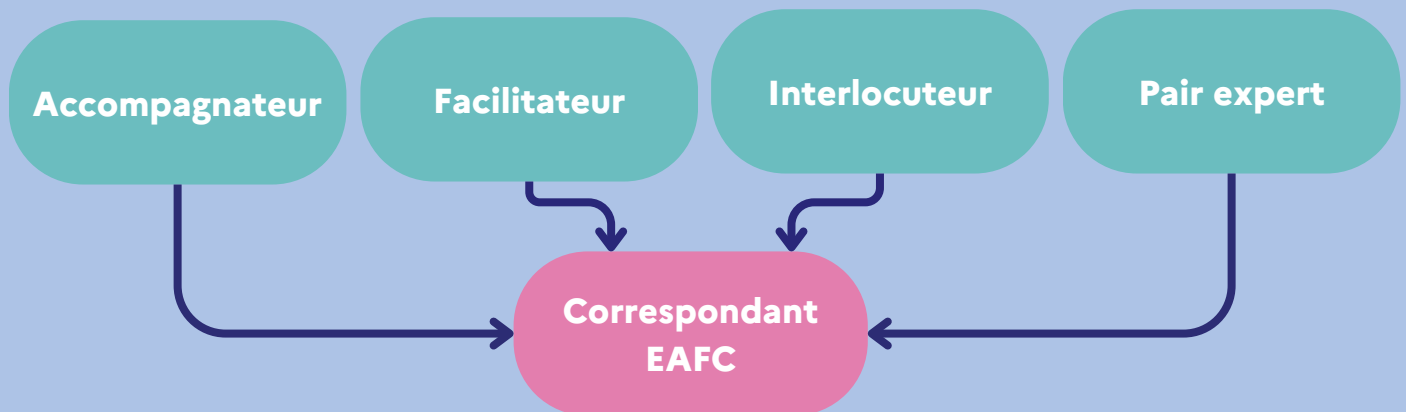 Accompagnateur
Facilitateur
Interlocuteur
Pair expert
Correspondant
EAFC